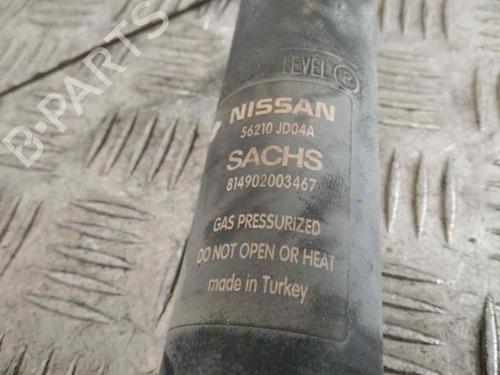 B-PARTS
LEVEL ®
NISSAN
56210 JD04A
SACHS
814902003467
GAS PRESSURIZED
DO NOT OPEN OR HEAT
made in Turkey